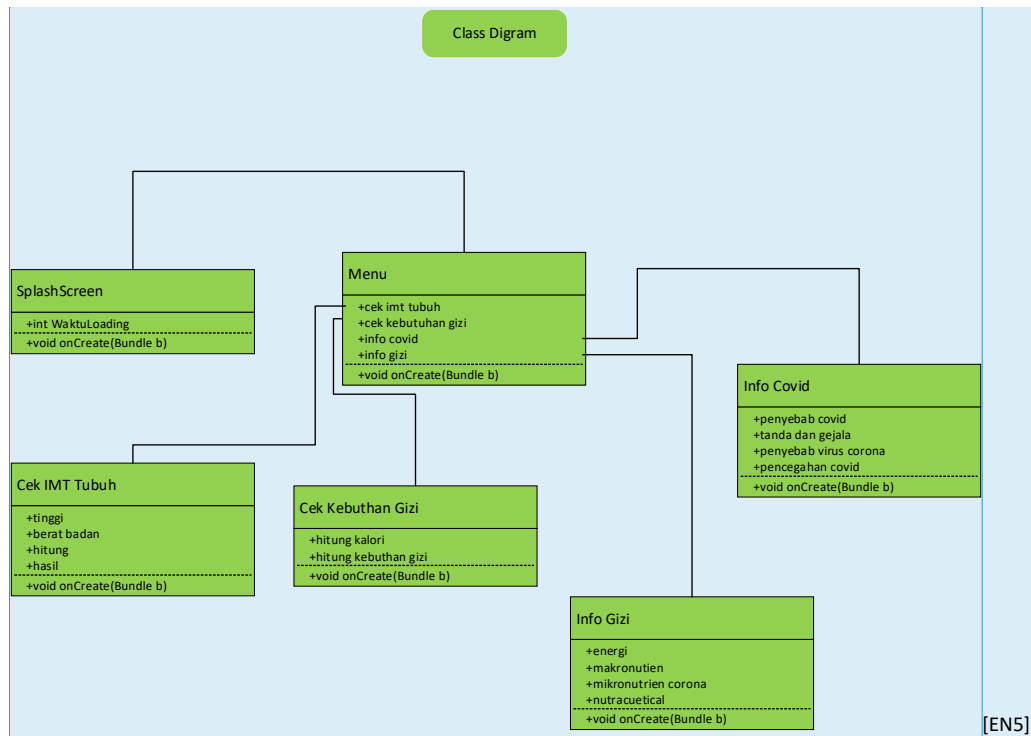 Class Digram
SplashScreen
+int WaktuLoading
+void onCreate(Bundle b)
Menu
+cek imt tubuh
+cek kebutuhan gizi
+info covid
+info gizi
+void onCreate(Bundle b)
Info Covid
+penyebab covid
+tanda dan gejala
+penyebab virus corona
+pencegahan covid
+void onCreate(Bundle b)
Cek IMT Tubuh
+tinggi
+berat badan
+hitung
+hasil
+void onCreate(Bundle b)
Cek Kebuthan Gizi
+hitung kalori
+hitung kebuthan gizi
+void onCreate(Bundle b)
Info Gizi
+energi
+makronutien
+mikronutrien corona
+nutracuetical
+void onCreate(Bundle b)
[EN5]